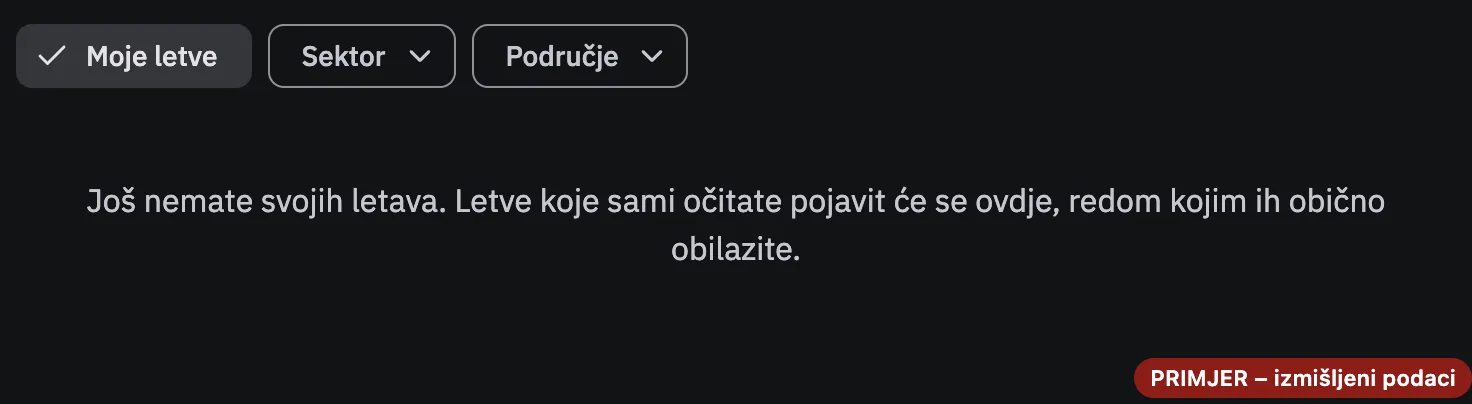 Moje letve
Sektor
Područje
Još nemate svojih letava. Letve koje sami očitate pojavit će se ovdje, redom kojim ih obično
obilazite.
PRIMJER – izmišljeni podaci